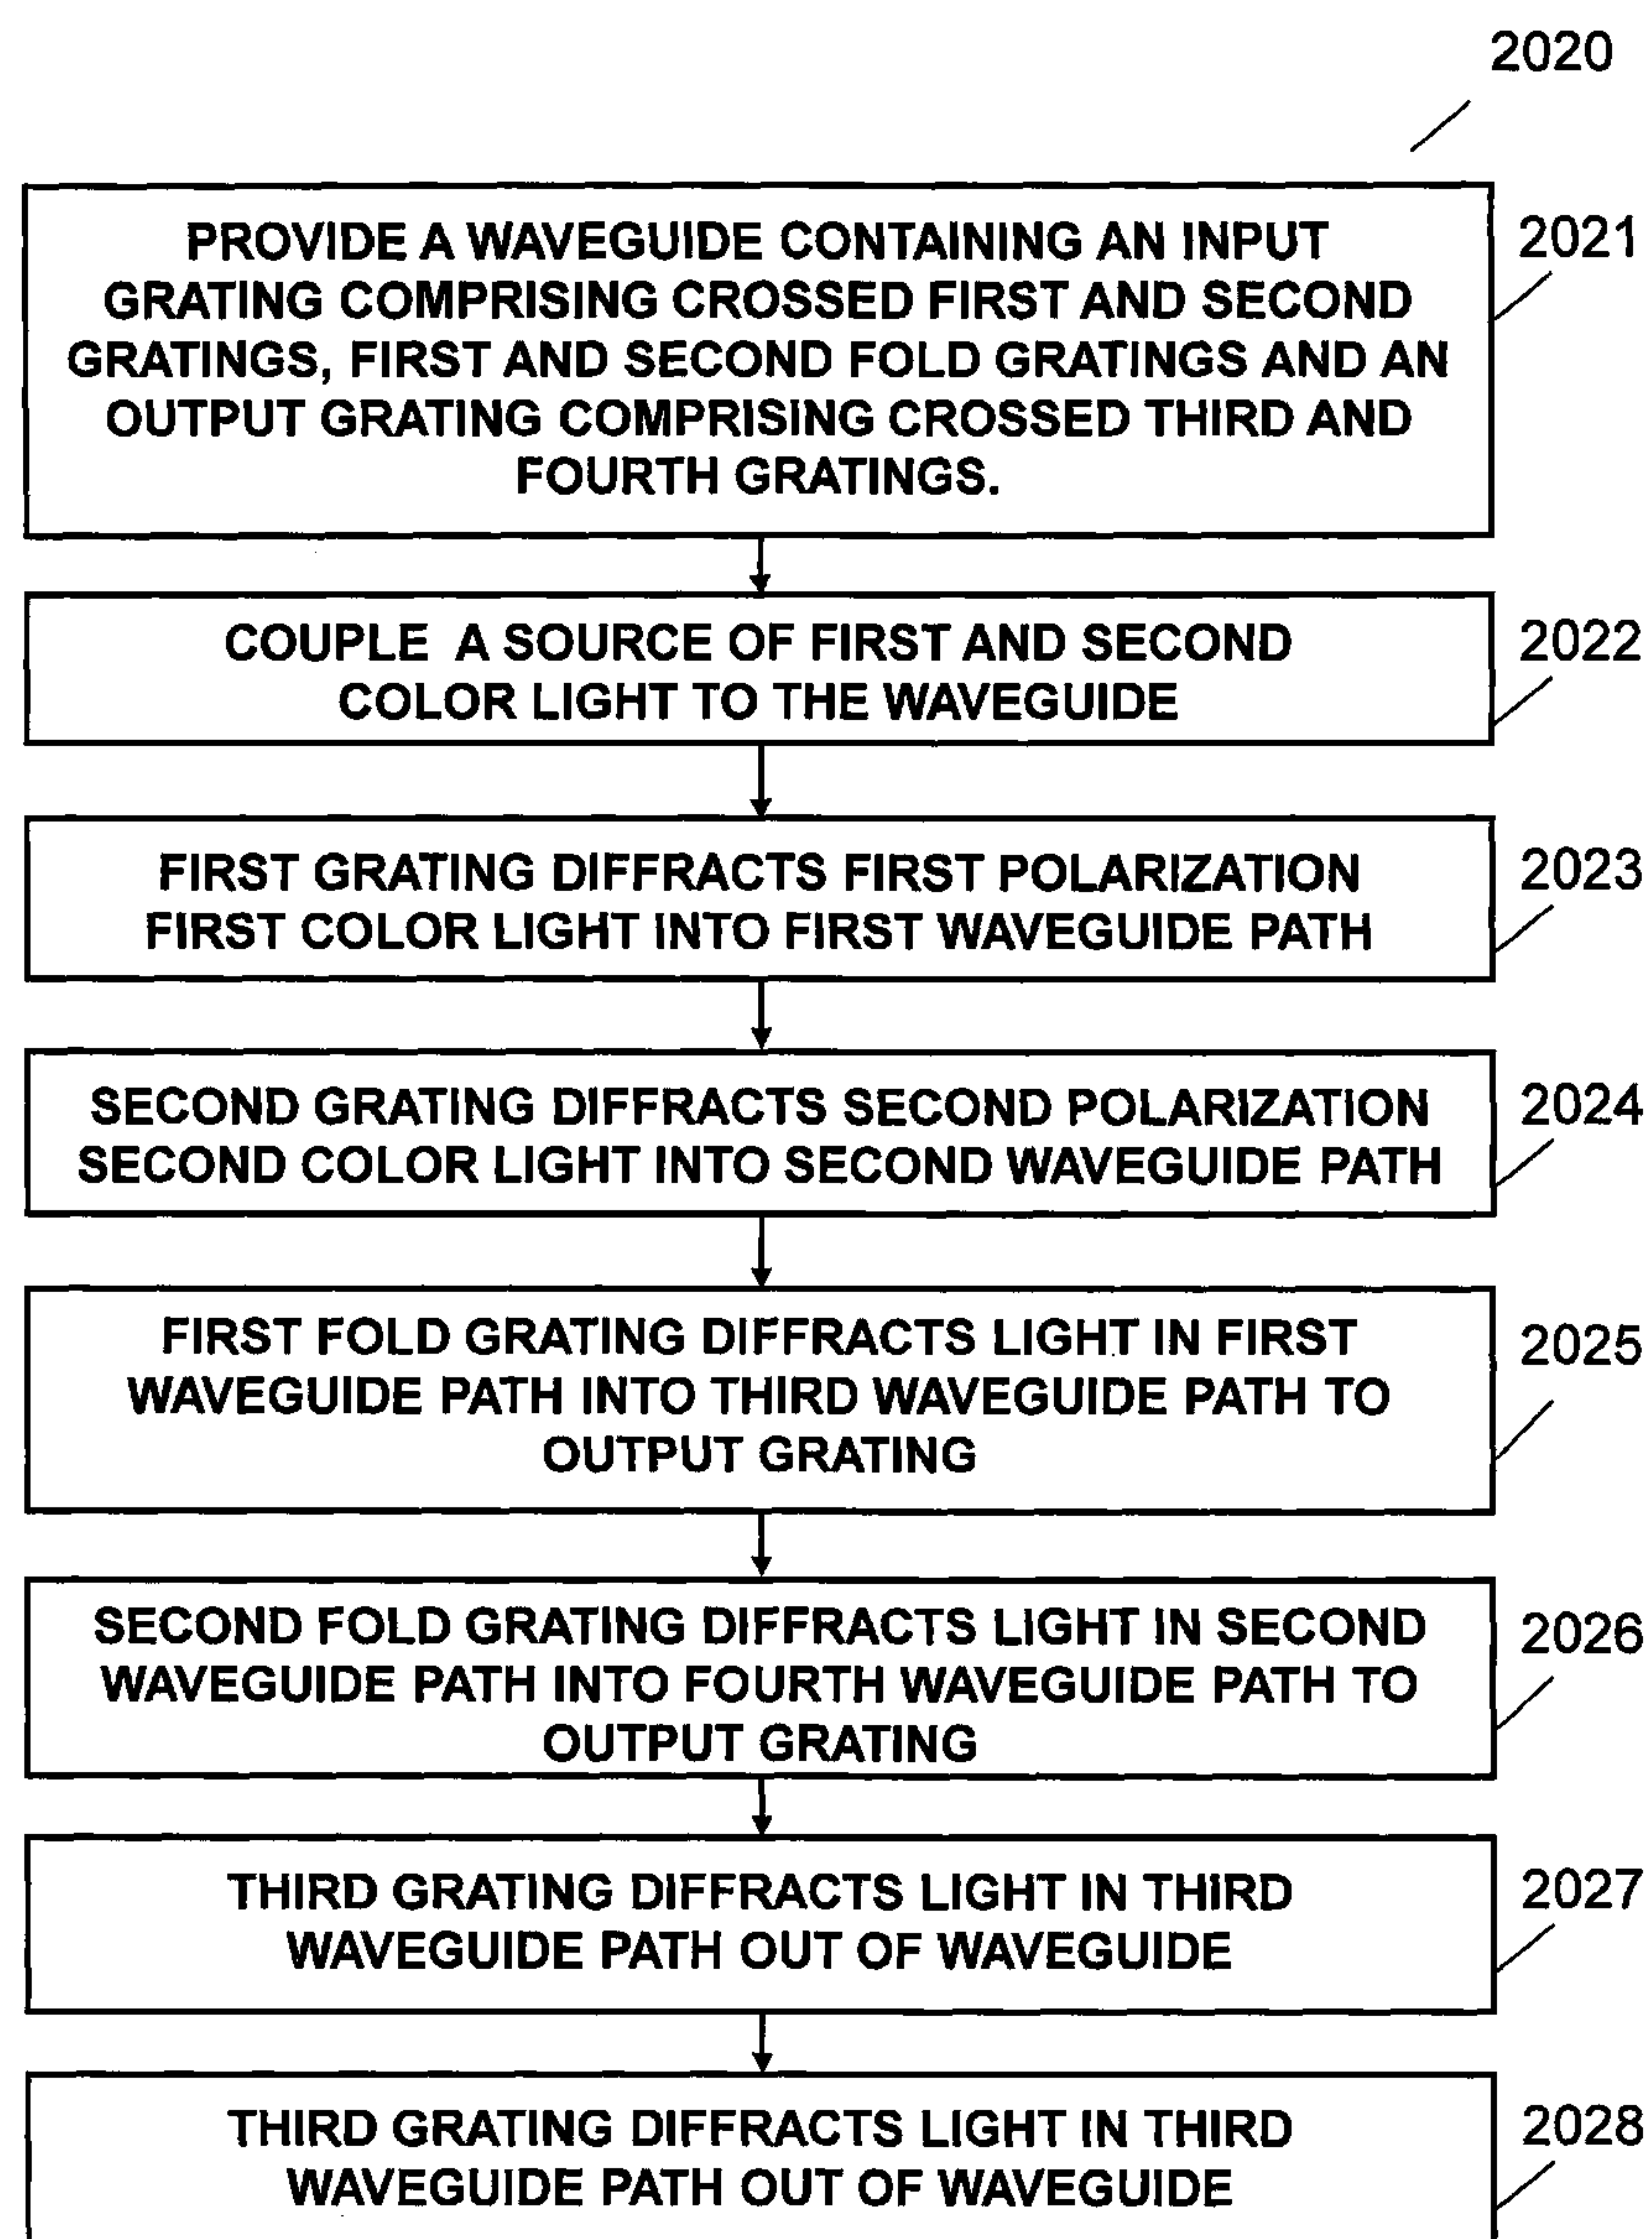 2020
PROVIDE A WAVEGUIDE CONTAINING AN INPUT
GRATING COMPRISING CROSSED FIRST AND SECOND
GRATINGS, FIRST AND SECOND FOLD GRATINGS AND AN
OUTPUT GRATING COMPRISING CROSSED THIRD AND
FOURTH GRATINGS.
2021
COUPLE A SOURCE OF FIRST AND SECOND
COLOR LIGHT TO THE WAVEGUIDE
2022
FIRST GRATING DIFFRACTS FIRST POLARIZATION
FIRST COLOR LIGHT INTO FIRST WAVEGUIDE PATH
2023
SECOND GRATING DIFFRACTS SECOND POLARIZATION
SECOND COLOR LIGHT INTO SECOND WAVEGUIDE PATH
2024
FIRST FOLD GRATING DIFFRACTS LIGHT IN FIRST
WAVEGUIDE PATH INTO THIRD WAVEGUIDE PATH TO
OUTPUT GRATING
2025
SECOND FOLD GRATING DIFFRACTS LIGHT IN SECOND
WAVEGUIDE PATH INTO FOURTH WAVEGUIDE PATH TO
OUTPUT GRATING
2026
THIRD GRATING DIFFRACTS LIGHT IN THIRD
WAVEGUIDE PATH OUT OF WAVEGUIDE
2027
THIRD GRATING DIFFRACTS LIGHT IN THIRD
WAVEGUIDE PATH OUT OF WAVEGUIDE
2028